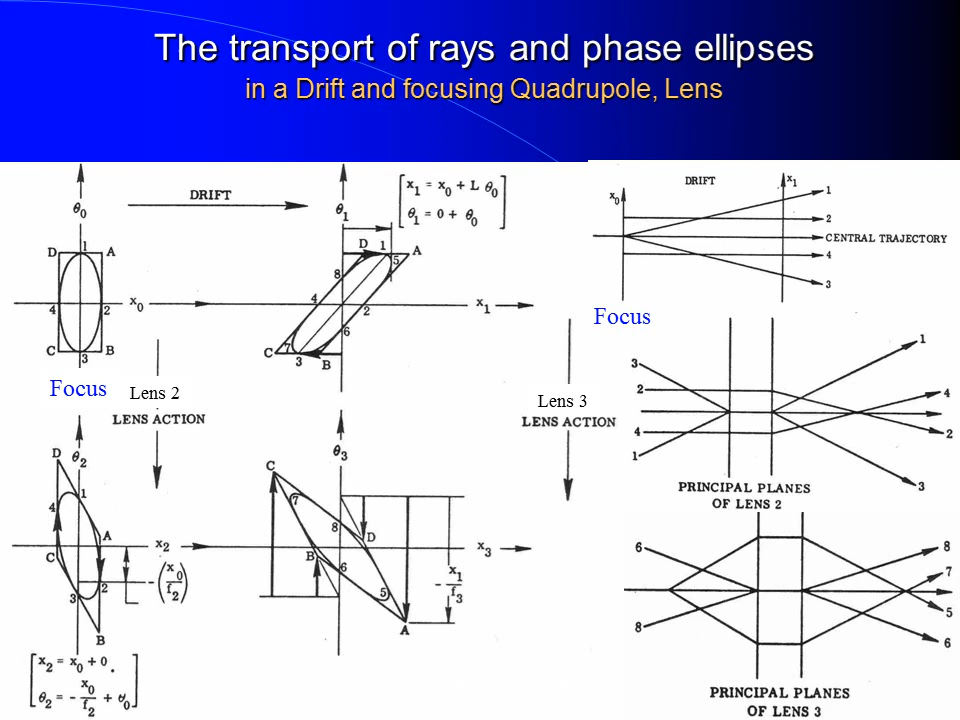 The transport of rays and phase ellipses
in a Drift and focusing Quadrupole, Lens
θ0
DRIFT
θ1
x1 = x0 + L θ0
θ1 = 0 + θ0
D 1 A
4 2
C 3 B
x0
D 1 A
5
8
4 2
6
C 7 3 B
x1
DRIFT
x0
x1
1
2
CENTRAL TRAJECTORY
4
3
Focus
Focus
Lens 2
LENS ACTION
Lens 3
LENS ACTION
3
2
4
1
1
4
2
3
PRINCIPAL PLANES
OF LENS 2
θ2
D
1
4
A
C
2
3
B
x2
-(x0/f2)
x2 = x0 + 0.
θ2 = - x0/f2 + θ0
θ3
C
7
8
D
B
6
5
A
x3
- x1/f3
6
8
8
7
5
6
PRINCIPAL PLANES
OF LENS 3